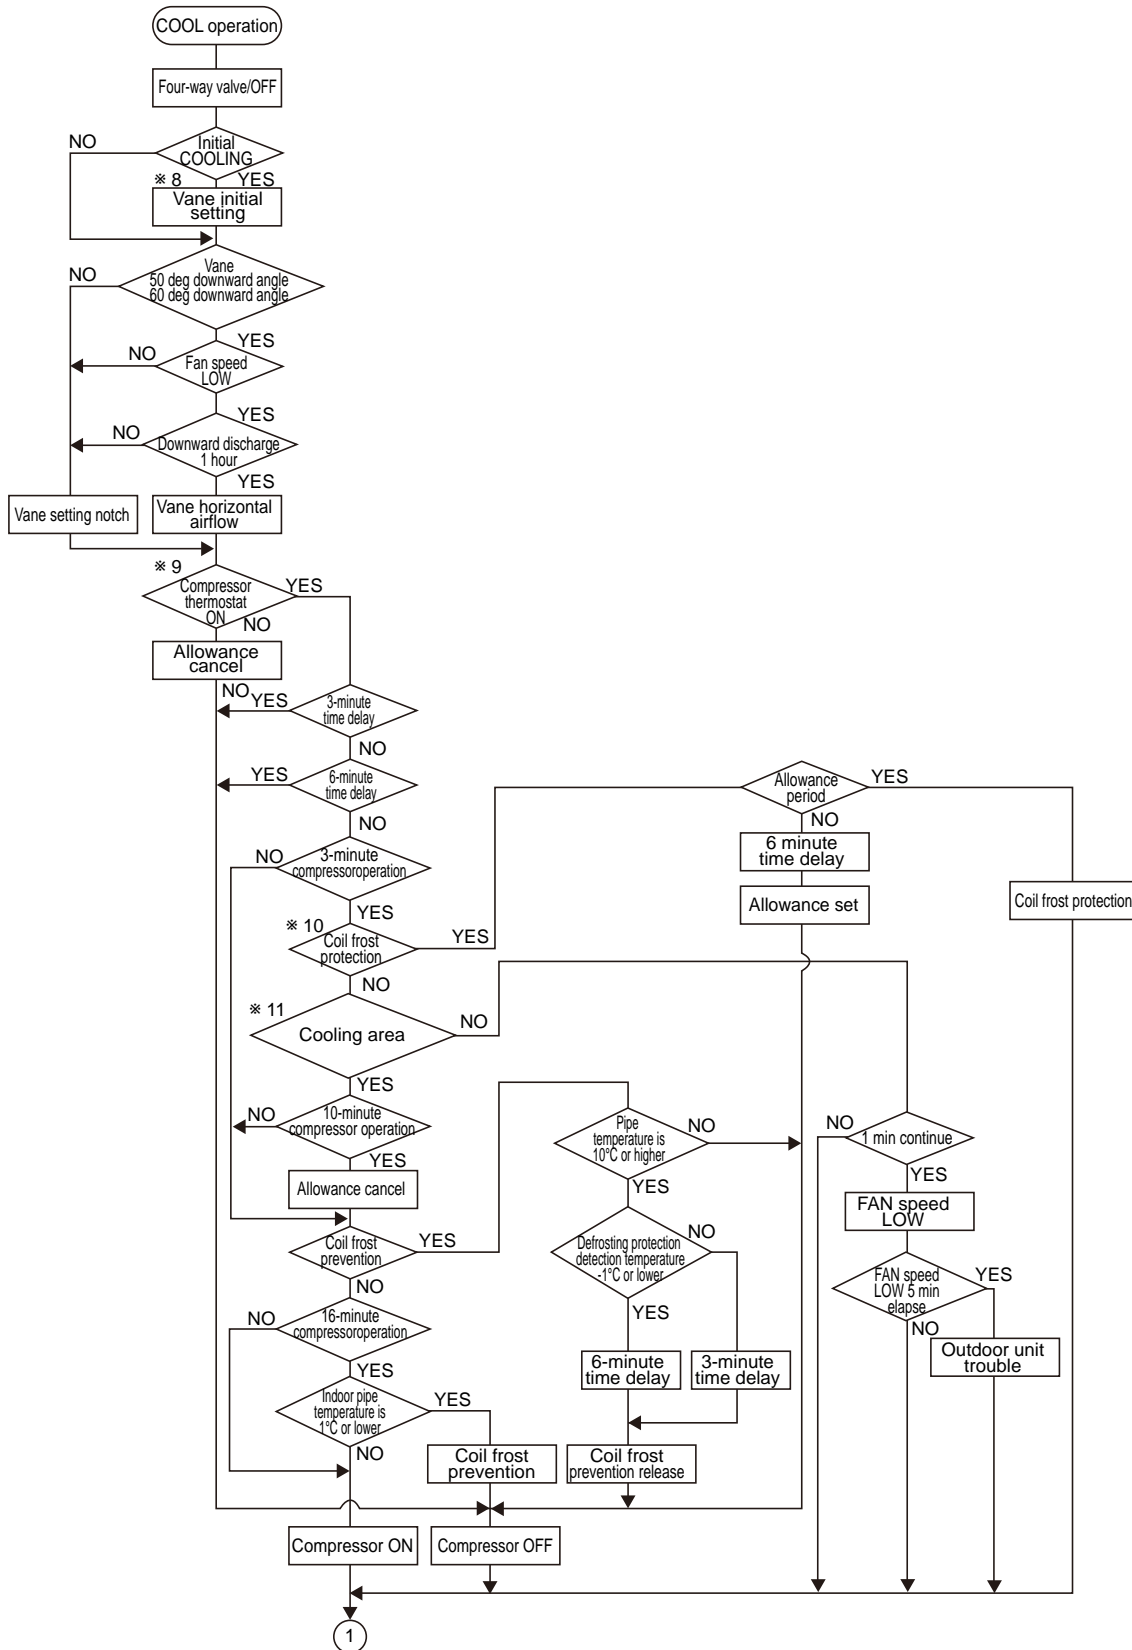 COOL operation
Four-way valve/OFF
NO
Initial
COOLING
※ 8
YES
Vane initial
setting
NO
Vane
50 deg downward angle
60 deg downward angle
YES
NO
Fan speed
LOW
YES
NO
Downward discharge
1 hour
YES
Vane setting notch
Vane horizontal
airflow
※ 9
Compressor
thermostat
ON
YES
NO
Allowance
cancel
NO
YES
3-minute
time delay
NO
YES
6-minute
time delay
NO
Allowance
period
YES
NO
6 minute
time delay
Allowance set
Coil frost protection
NO
3-minute
compressoroperation
YES
※ 10
Coil frost
protection
YES
NO
※ 11
Cooling area
NO
YES
NO
10-minute
compressor operation
YES
Allowance cancel
Pipe
temperature is
10°C or higher
NO
YES
NO
1 min continue
YES
FAN speed
LOW
Coil frost
prevention
YES
NO
Defrosting protection
detection temperature
-1°C or lower
NO
YES
FAN speed
LOW 5 min
elapse
YES
NO
Outdoor unit
trouble
NO
16-minute
compressoroperation
YES
6-minute
time delay
3-minute
time delay
Indoor pipe
temperature is
1°C or lower
YES
NO
Coil frost
prevention
Coil frost
prevention release
Compressor ON
Compressor OFF
1